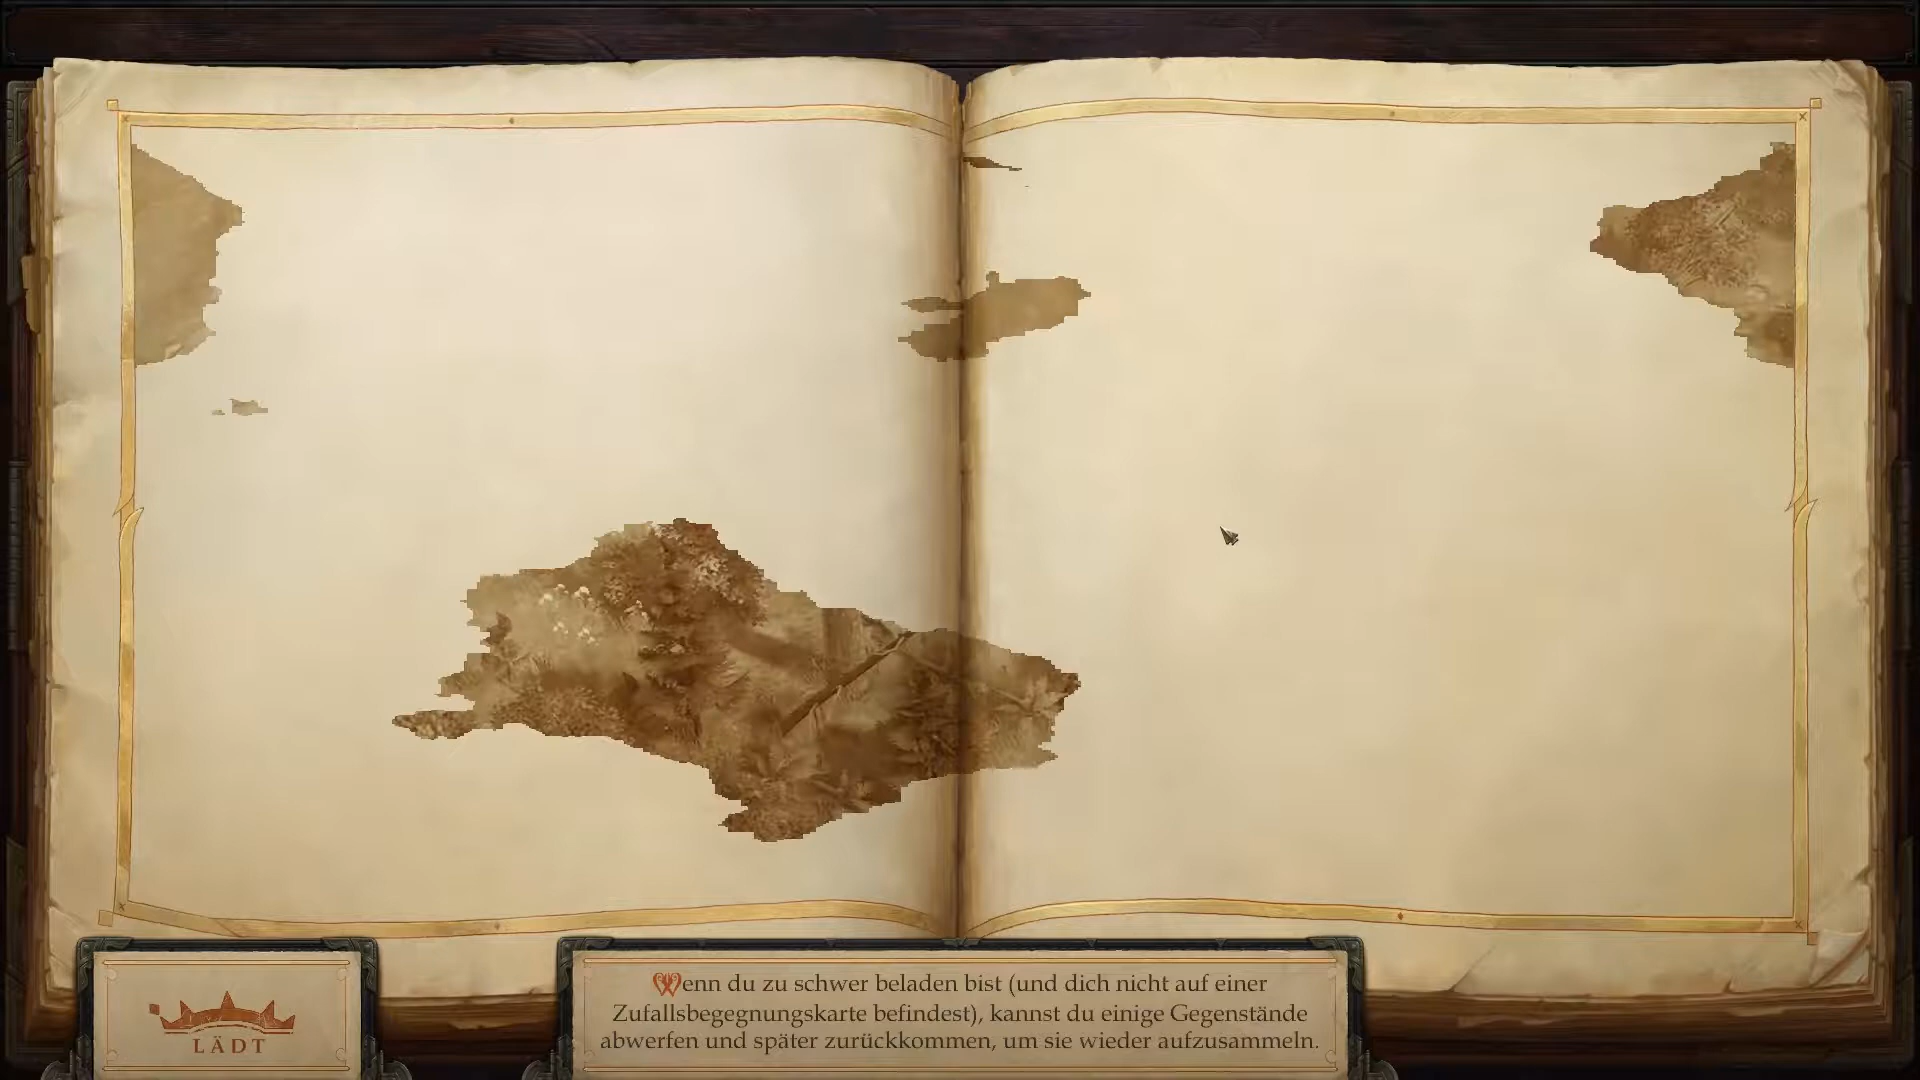 Wenn du zu schwer beladen bist (und dich nicht auf einer
Zufallsbegegnungskarte befindest), kannst du einige Gegenstände
abwerfen und später zurückkommen, um sie wieder aufzusammeln.
LÄDT